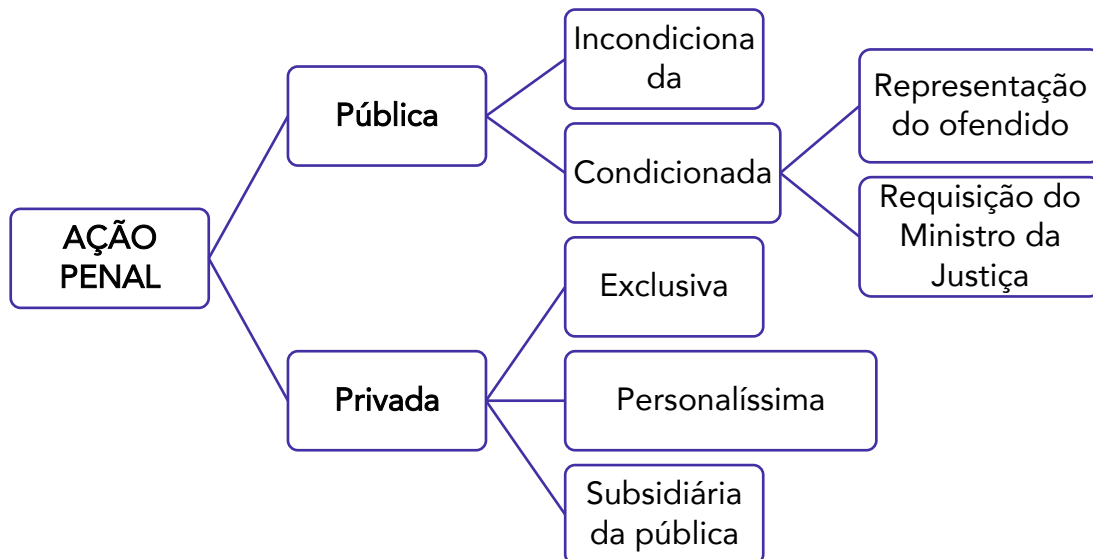 AÇÃO
PENAL
Pública
Incondiciona
da
Condicionada
Representação
do ofendido
Requisição do
Ministro da
Justiça
Privada
Exclusiva
Personalíssima
Subsidiária
da pública